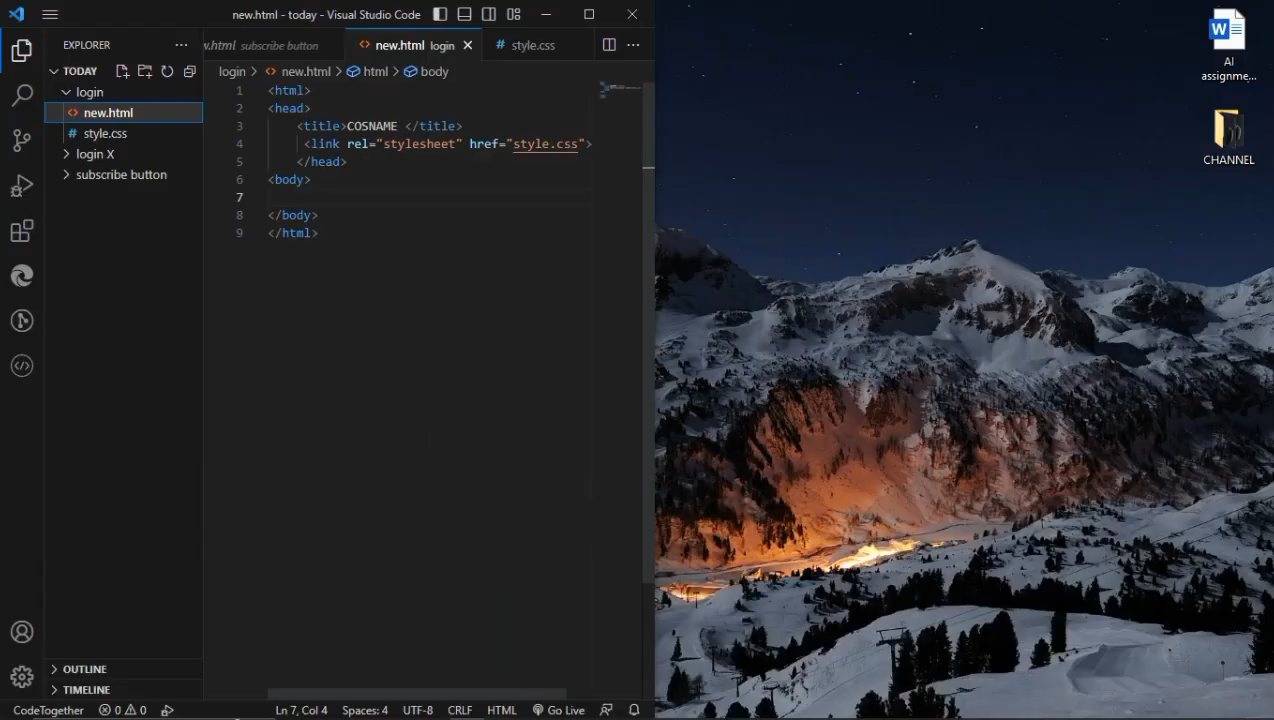 new.html - today - Visual Studio Code
EXPLORER
TODAY
login
new.html
style.css
login X
subscribe button
OUTLINE
TIMELINE
.html subscribe button
new.html login
# style.css
login > new.html > html > body
1 <html>
2 <head>
3 <title>COSNAME </title>
4 <link rel="stylesheet" href="style.css">
5 </head>
6 <body>
7
8 </body>
9 </html>
CodeTogether 0 0 Ln 7, Col 4 Spaces: 4 UTF-8 CRLF HTML Go Live
AI
assignme...
CHANNEL